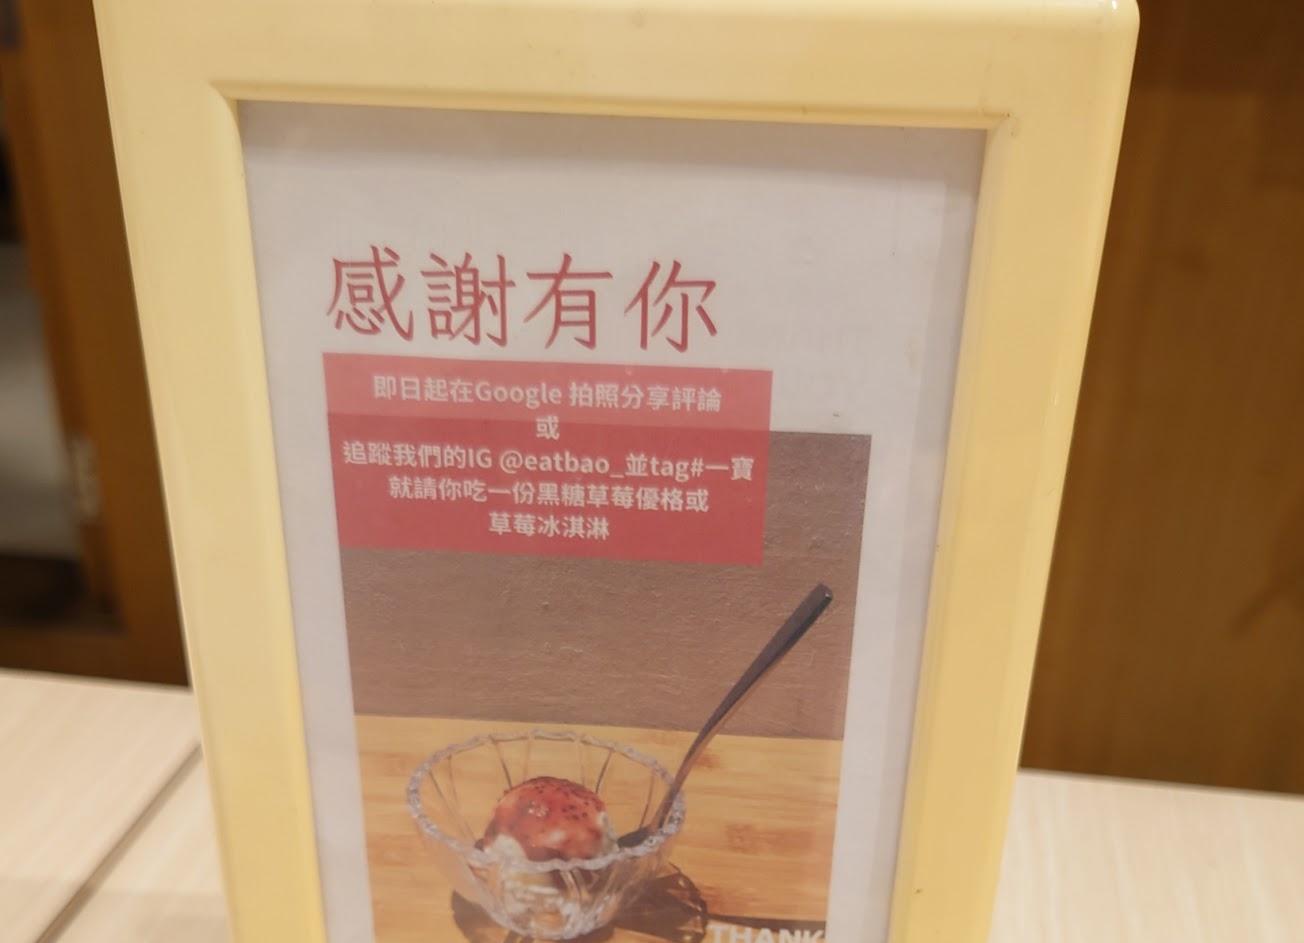 感謝有你
即日起在Google 拍照分享評論
或
追蹤我們的IG @eatbao_並tag#一寶
就請你吃一份黑糖草莓優格或
草莓冰淇淋
THANK